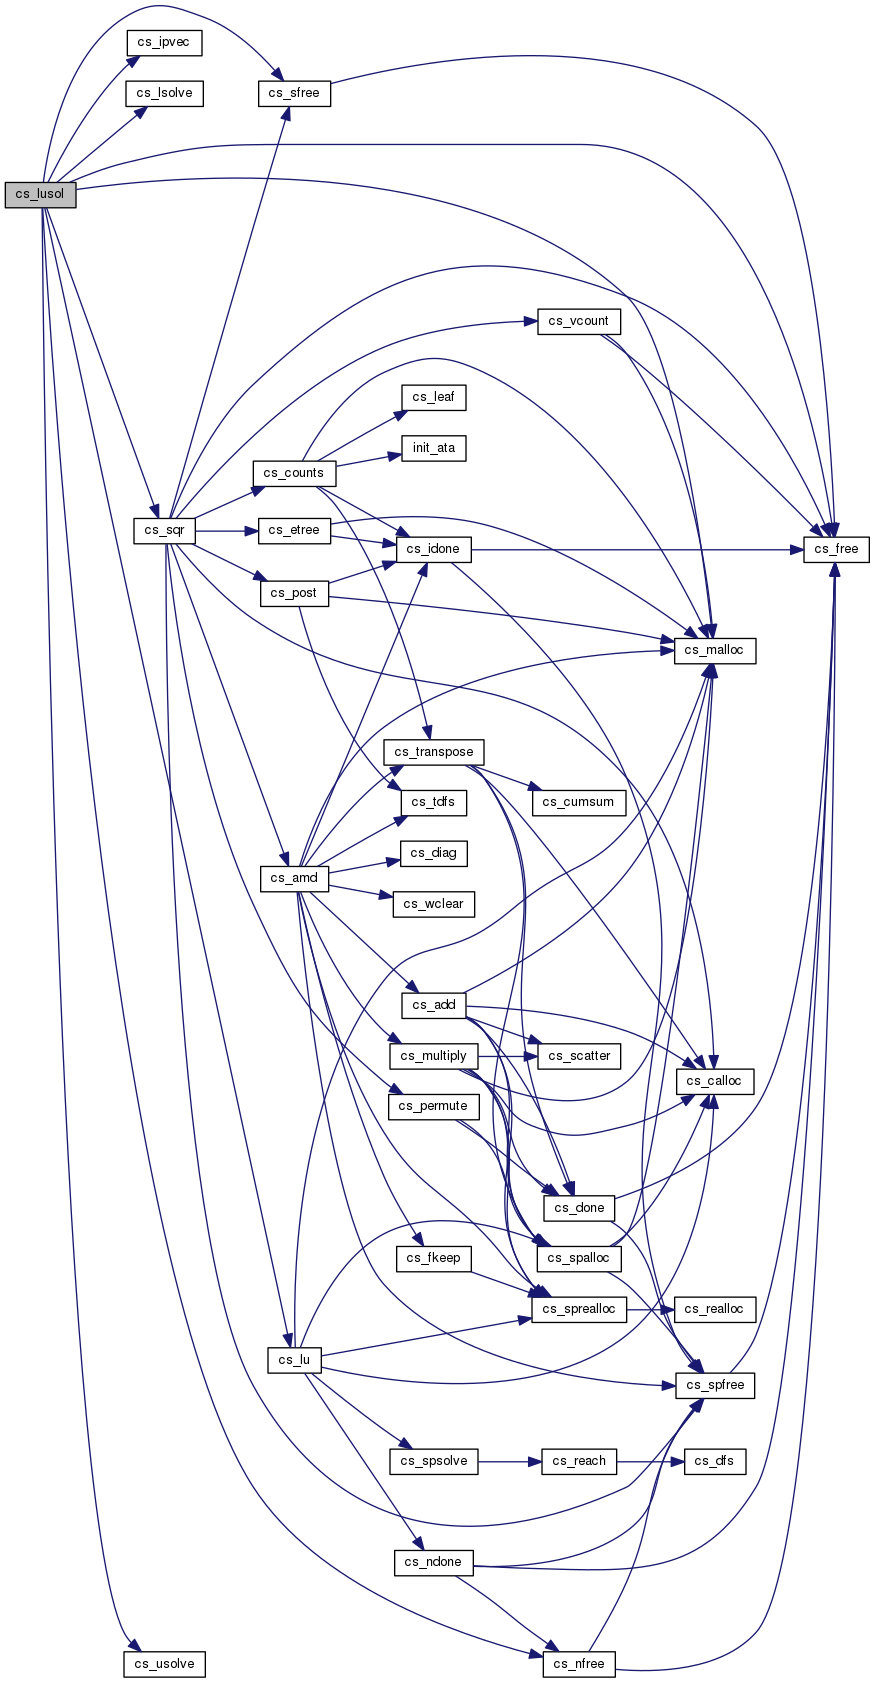 cs_ipvec
cs_lsolve
cs_sfree
cs_lusol
cs_vcount
cs_leaf
init_ata
cs_counts
cs_sqr
cs_etree
cs_idone
cs_free
cs_post
cs_malloc
cs_transpose
cs_tdfs
cs_cumsum
cs_diag
cs_amd
cs_wclear
cs_add
cs_multiply
cs_scatter
cs_calloc
cs_permute
cs_done
cs_fkeep
cs_spalloc
cs_sprealloc
cs_realloc
cs_lu
cs_spfree
cs_spsolve
cs_reach
cs_dfs
cs_ndone
cs_usolve
cs_nfree